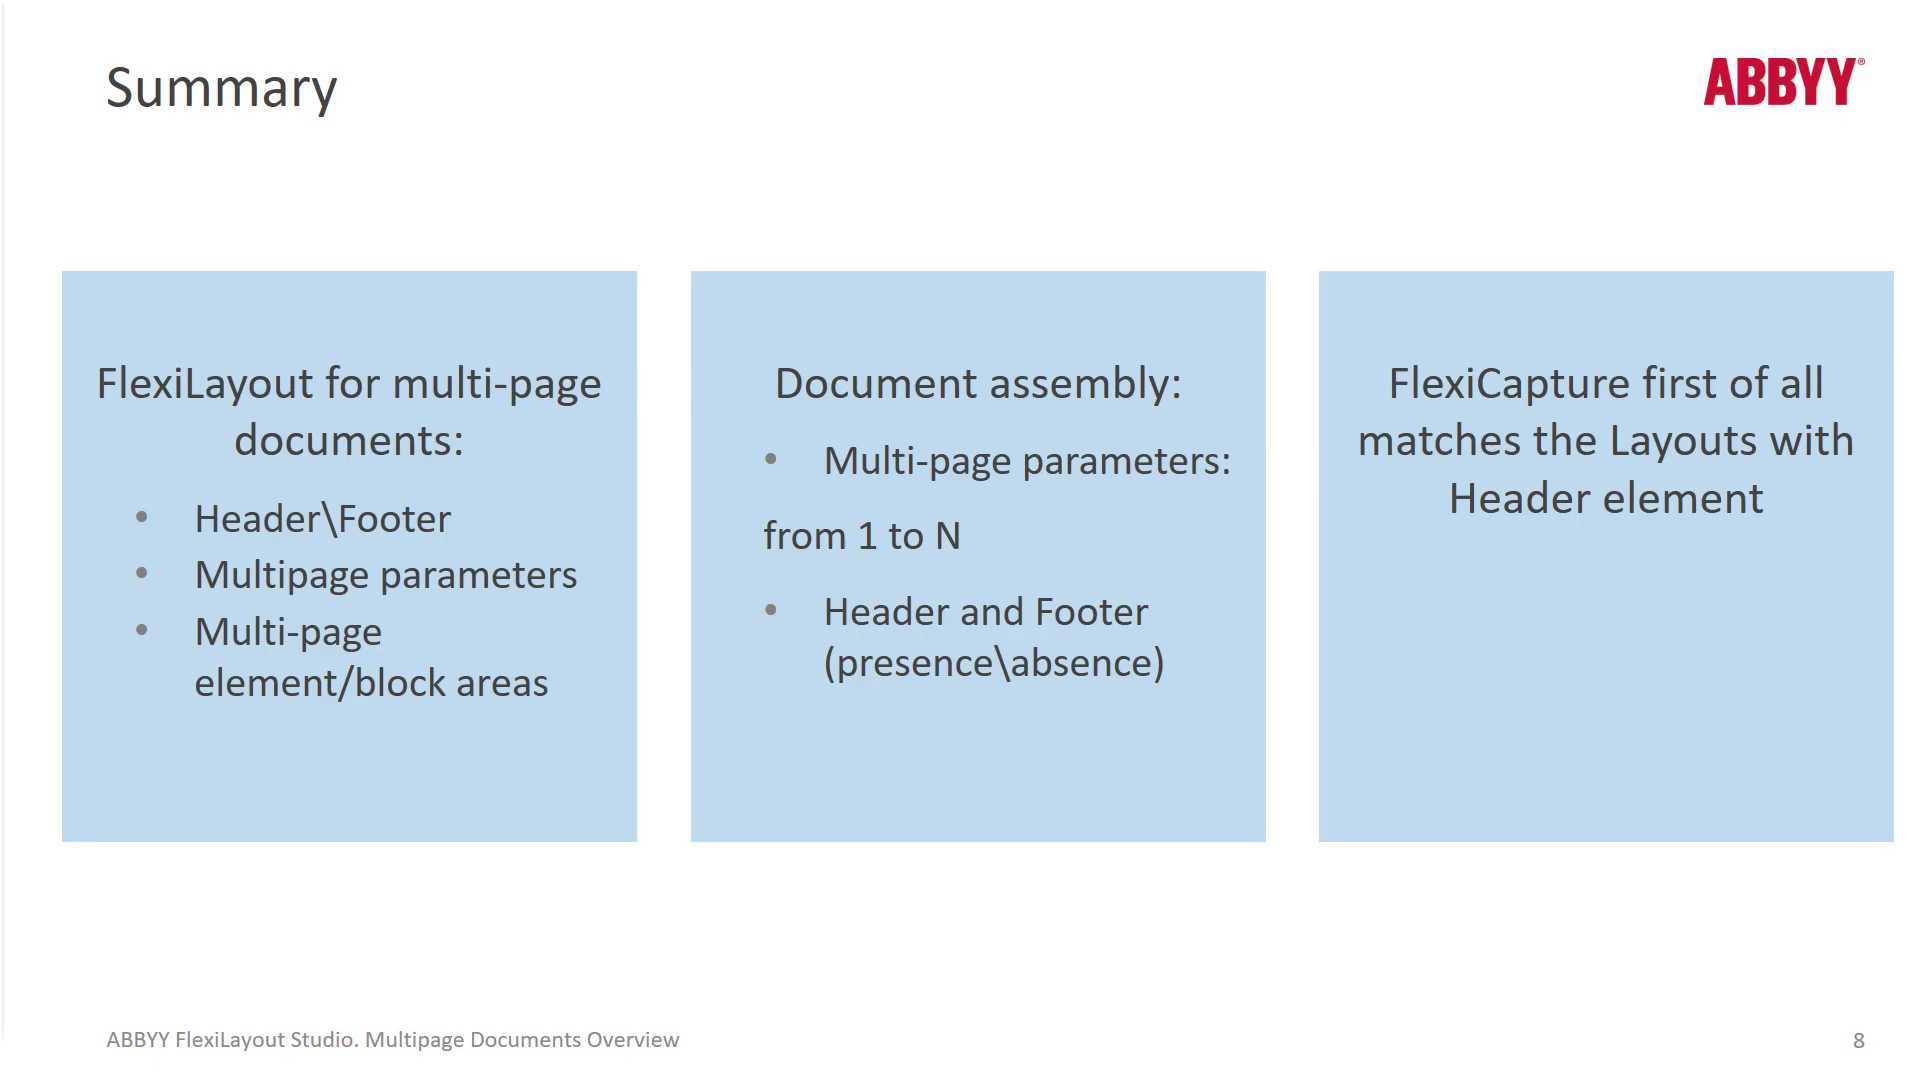 Summary
ABBYY®
FlexiLayout for multi-page
documents:
• Header\Footer
• Multipage parameters
• Multi-page
element/block areas
Document assembly:
• Multi-page parameters:
from 1 to N
• Header and Footer
(presence\absence)
FlexiCapture first of all
matches the Layouts with
Header element
ABBYY FlexiLayout Studio. Multipage Documents Overview
8